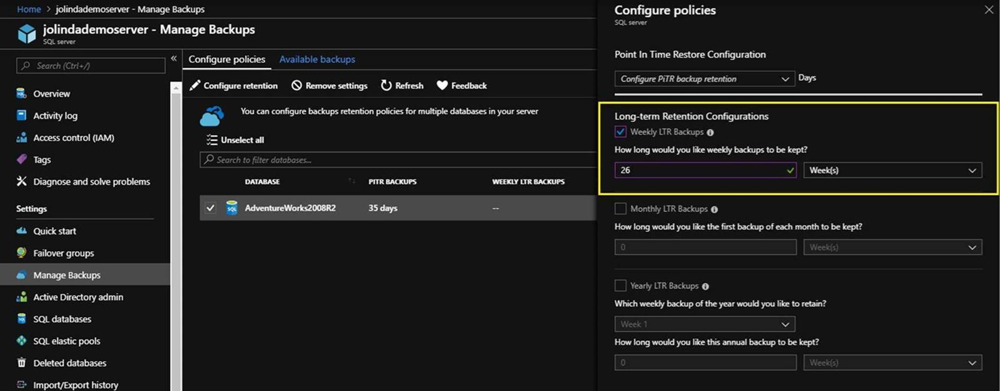 Home > jolindademoserver - Manage Backups
jolindademoserver - Manage Backups
SQL server
Search (Ctrl+/)
«
Overview
Activity log
Access control (IAM)
Tags
Diagnose and solve problems
Settings
Quick start
Failover groups
Manage Backups
Active Directory admin
SQL databases
SQL elastic pools
Deleted databases
Import/Export history
Configure policies Available backups
Configure retention Remove settings Refresh Feedback
You can configure backups retention policies for multiple databases in your server
Unselect all
Search to filter databases...
DATABASE PITR BACKUPS WEEKLY LTR BACKUPS
SQL AdventureWorks2008R2 35 days --
Configure policies
SQL server
Point In Time Restore Configuration
Configure PiTR backup retention Days
Long-term Retention Configurations
Weekly LTR Backups
How long would you like weekly backups to be kept?
26 Week(s)
Monthly LTR Backups
How long would you like the first backup of each month to be kept?
0 Week(s)
Yearly LTR Backups
Which weekly backup of the year would you like to retain?
Week 1
How long would you like this annual backup to be kept?
0 Week(s)